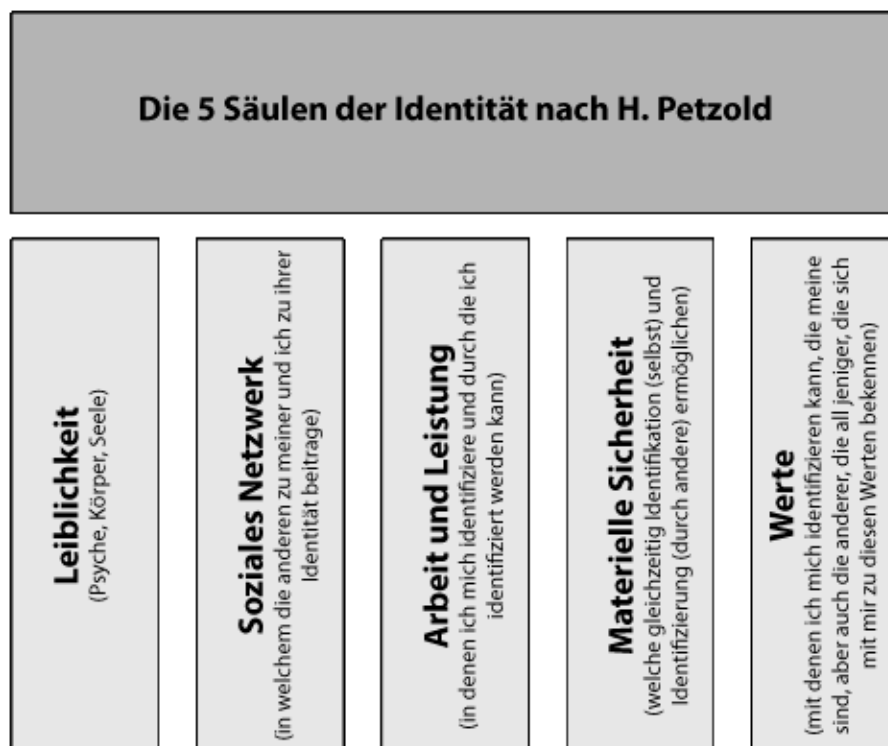 Die 5 Säulen der Identität nach H. Petzold
Leiblichkeit
(Psyche, Körper, Seele)
Soziales Netzwerk
(in welchem die anderen zu meiner und ich zu ihrer
Identität beitrage)
Arbeit und Leistung
(in denen ich mich identifiziere und durch die ich
identifiziert werden kann)
Materielle Sicherheit
(welche gleichzeitig Identifikation (selbst) und
Identifizierung (durch andere) ermöglichen)
Werte
(mit denen ich mich identifizieren kann, die meine
sind, aber auch die anderer, die all jeniger, die sich
mit mir zu diesen Werten bekennen)